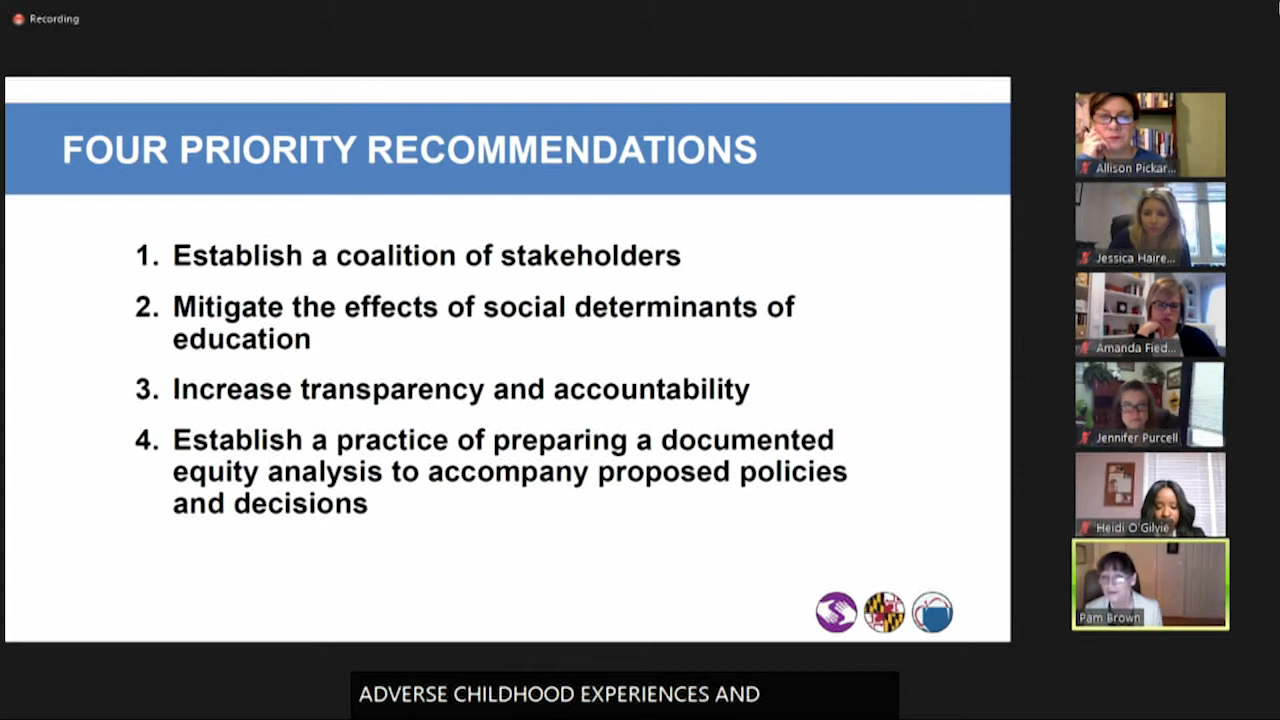 Recording
FOUR PRIORITY RECOMMENDATIONS
1. Establish a coalition of stakeholders
2. Mitigate the effects of social determinants of
education
3. Increase transparency and accountability
4. Establish a practice of preparing a documented
equity analysis to accompany proposed policies
and decisions
Allison Pickar...
Jessica Haire...
Amanda Fied...
Jennifer Purcell
Heidi O'Gilvie
Pam Brown
ADVERSE CHILDHOOD EXPERIENCES AND